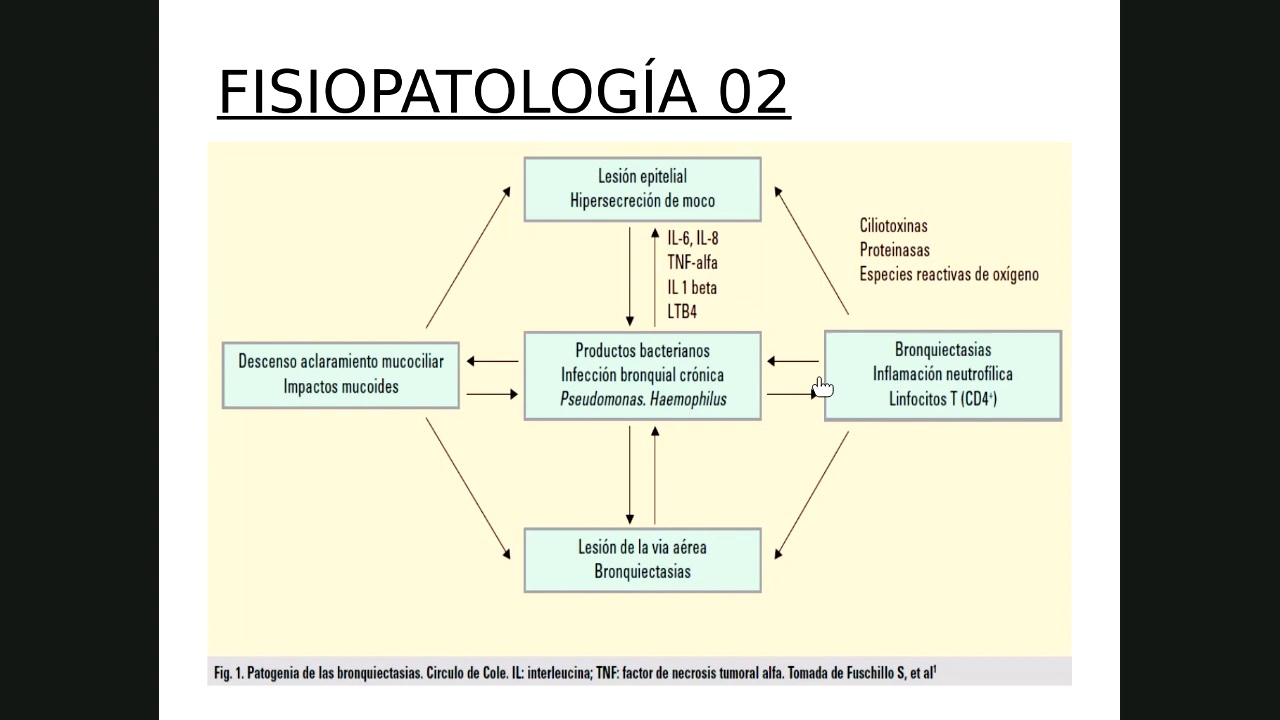 FISIOPATOLOGÍA 02
Lesión epitelial
Hipersecreción de moco
IL-6, IL-8
TNF-alfa
IL 1 beta
LTB4
Ciliotoxinas
Proteinasas
Especies reactivas de oxígeno
Descenso aclaramiento mucociliar
Impactos mucoides
Productos bacterianos
Infección bronquial crónica
Pseudomonas. Haemophilus
Bronquiectasias
Inflamación neutrofílica
Linfocitos T (CD4⁺)
Lesión de la via aérea
Bronquiectasias
Fig. 1. Patogenia de las bronquiectasias. Circulo de Cole. IL: interleucina; TNF: factor de necrosis tumoral alfa. Tomada de Fuschillo S, et al¹